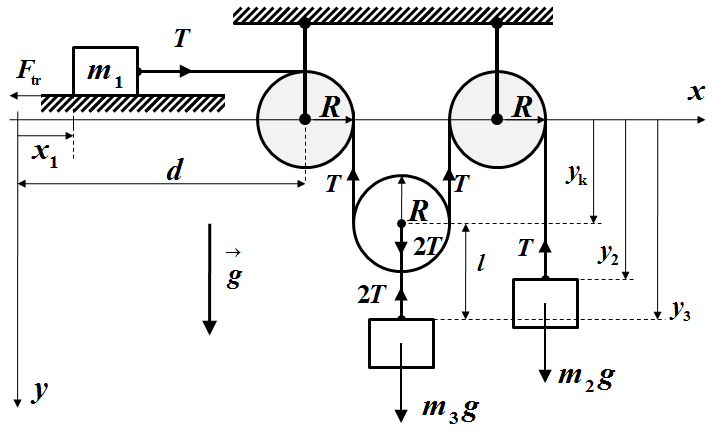 T
F_tr
m_1
R
R
x
x_1
d
y_k
T
T
R
2T
l
T
y_2
g⃗
2T
y_3
m_2 g
y
m_3 g